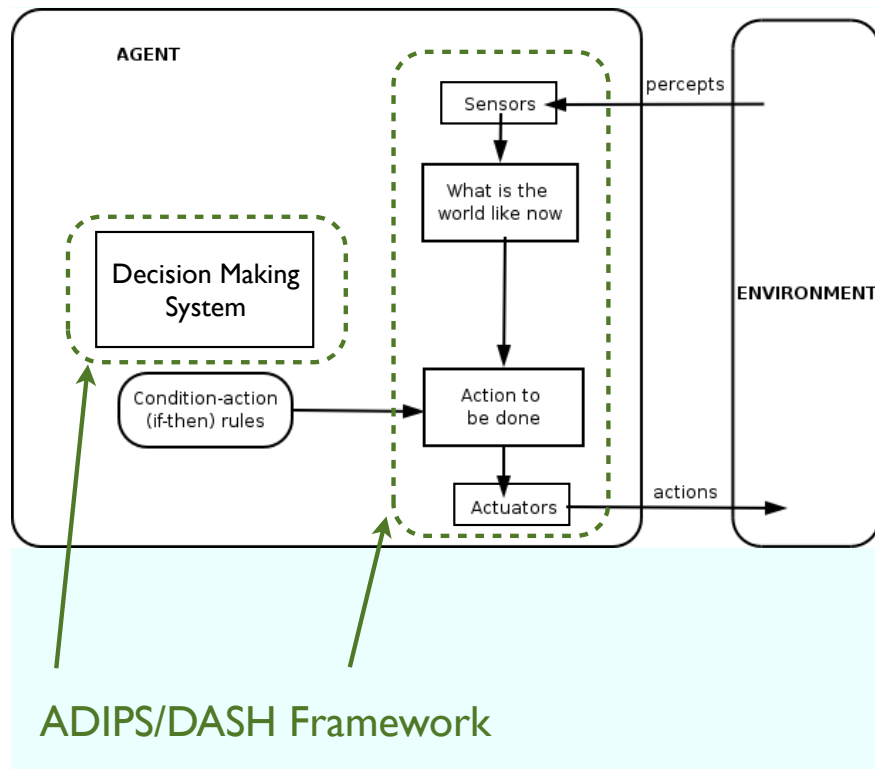 AGENT
percepts
Sensors
What is the
world like now
Decision Making
System
ENVIRONMENT
Condition-action
(if-then) rules
Action to
be done
actions
Actuators
ADIPS/DASH Framework